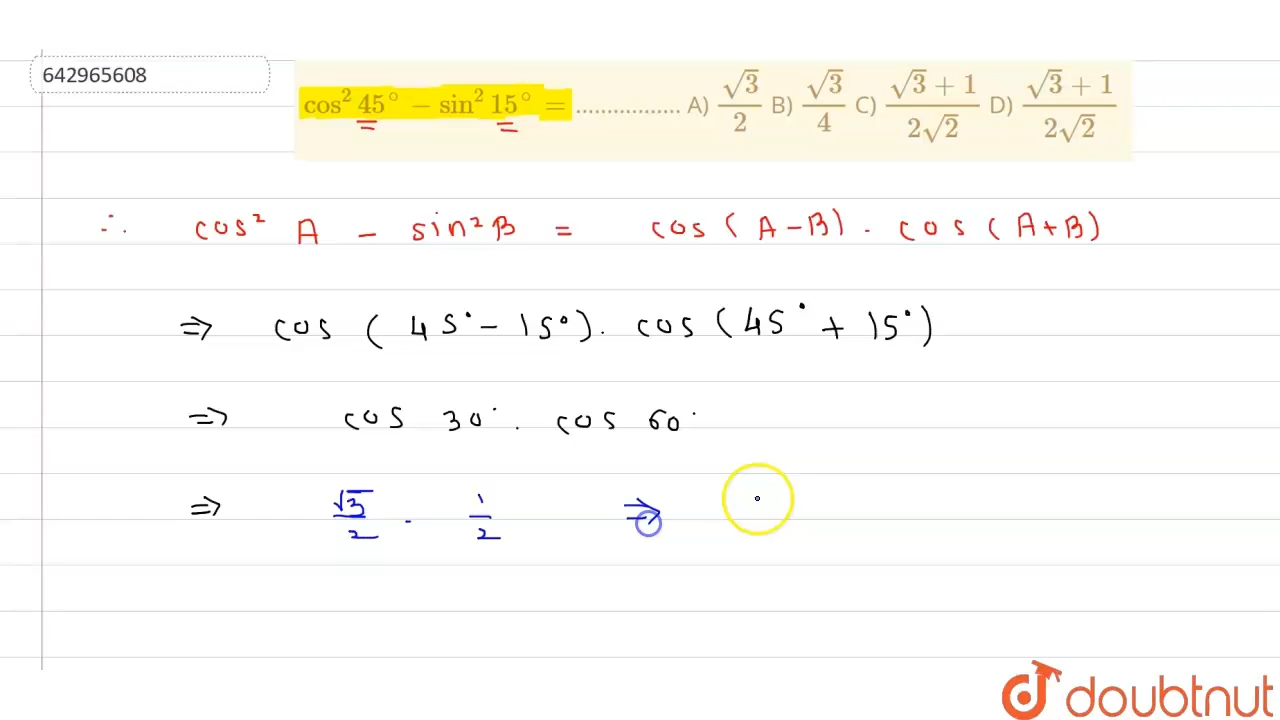 642965608
cos² 45° − sin² 15° = ................. A) √3/2 B) √3/4 C) (√3 + 1)/(2√2) D) (√3 + 1)/(2√2)
∴ cos² A − sin² B = cos (A − B) . cos (A + B)
⇒ cos (45° − 15°) . cos (45° + 15°)
⇒ cos 30° . cos 60°
⇒ √3/2 . 1/2 ⇒
doubtnut